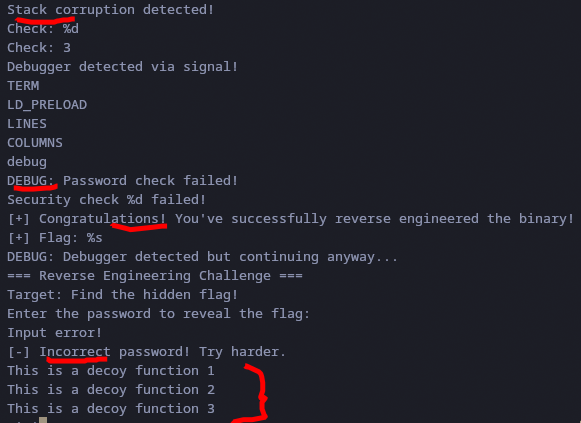 Stack corruption detected!
Check: %d
Check: 3
Debugger detected via signal!
TERM
LD_PRELOAD
LINES
COLUMNS
debug
DEBUG: Password check failed!
Security check %d failed!
[+] Congratulations! You've successfully reverse engineered the binary!
[+] Flag: %s
DEBUG: Debugger detected but continuing anyway...
=== Reverse Engineering Challenge ===
Target: Find the hidden flag!
Enter the password to reveal the flag:
Input error!
[-] Incorrect password! Try harder.
This is a decoy function 1
This is a decoy function 2
This is a decoy function 3